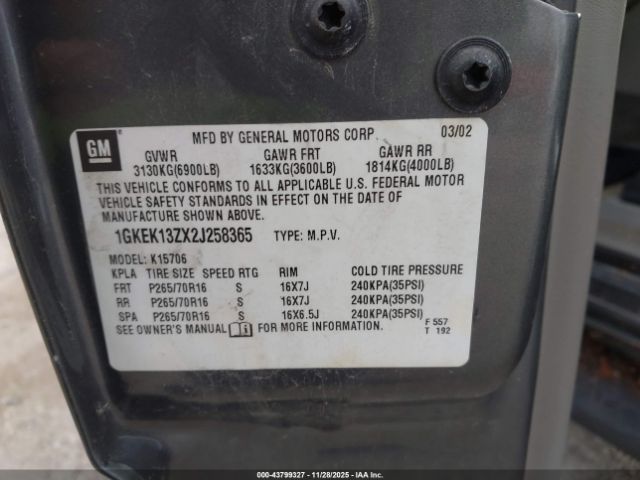 GM
MFD BY GENERAL MOTORS CORP. 03/02
GVWR GAWR FRT GAWR RR
3130KG(6900LB) 1633KG(3600LB) 1814KG(4000LB)
THIS VEHICLE CONFORMS TO ALL APPLICABLE U.S. FEDERAL MOTOR
VEHICLE SAFETY STANDARDS IN EFFECT ON THE DATE OF
MANUFACTURE SHOWN ABOVE.
1GKEK13ZX2J258365 TYPE: M.P.V.
MODEL: K15706
KPLA TIRE SIZE SPEED RTG RIM COLD TIRE PRESSURE
FRT P265/70R16 S 16X7J 240KPA(35PSI)
RR P265/70R16 S 16X7J 240KPA(35PSI)
SPA P265/70R16 S 16X6.5J 240KPA(35PSI)
SEE OWNER'S MANUAL FOR MORE INFORMATION.
F 557
T 192
000-43799327 - 11/28/2025 - IAAI, Inc.